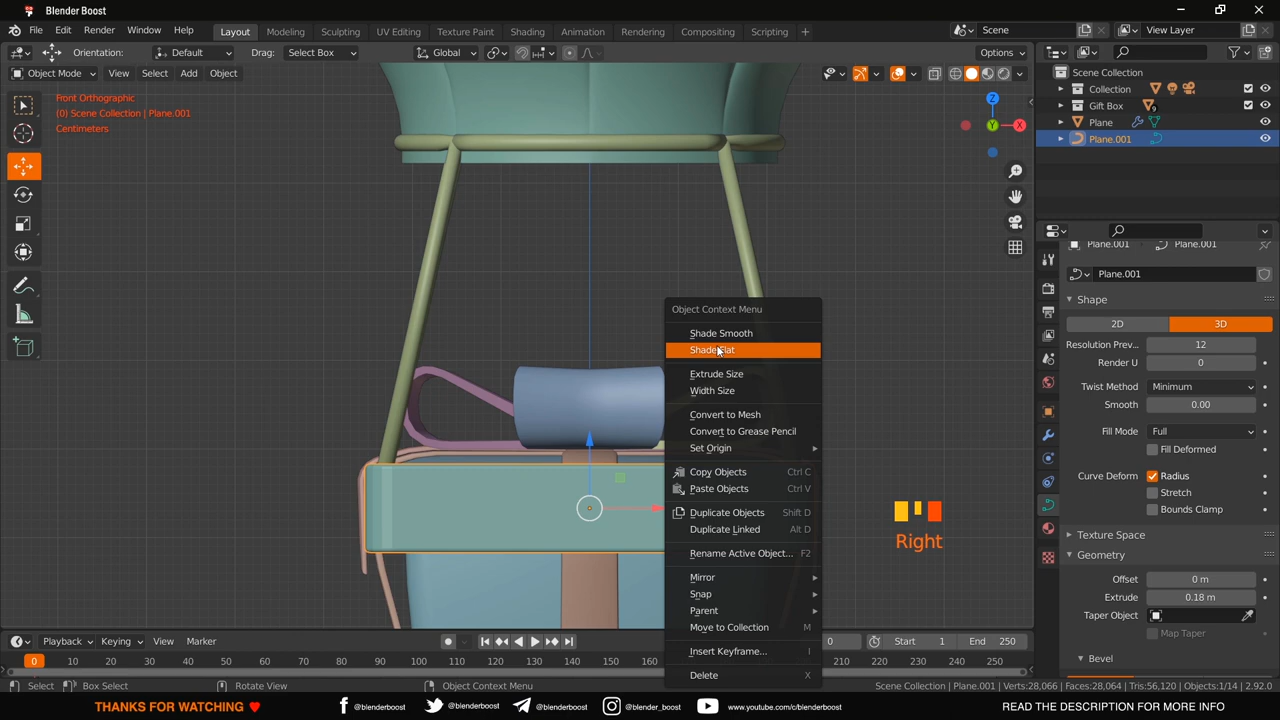 Blender Boost
File Edit Render Window Help
Layout Modeling Sculpting UV Editing Texture Paint Shading Animation Rendering Compositing Scripting +
Scene View Layer
Orientation: Default Drag: Select Box Global Options
Object Mode View Select Add Object
Front Orthographic
(0) Scene Collection | Plane.001
Centimeters
Z
Y
X
Scene Collection
Collection
Gift Box 9
Plane
Plane.001
Plane.001 Plane.001
Plane.001
Shape
2D 3D
Resolution Prev... 12
Render U 0
Twist Method Minimum
Smooth 0.00
Fill Mode Full
Fill Deformed
Curve Deform Radius
Stretch
Bounds Clamp
Texture Space
Geometry
Offset 0 m
Extrude 0.18 m
Taper Object
Map Taper
Bevel
Object Context Menu
Shade Smooth
Shade Flat
Extrude Size
Width Size
Convert to Mesh
Convert to Grease Pencil
Set Origin
Copy Objects Ctrl C
Paste Objects Ctrl V
Duplicate Objects Shift D
Duplicate Linked Alt D
Rename Active Object... F2
Mirror
Snap
Parent
Move to Collection M
Insert Keyframe... I
Delete X
Right
Playback Keying View Marker 0 Start 1 End 250
0 10 20 30 40 50 60 70 80 90 100 110 120 130 140 150 160 210 220 230 240 250
Select Box Select Rotate View Object Context Menu Scene Collection | Plane.001 | Verts:28,066 | Faces:28,064 | Tris:56,120 | Objects:1/14 | 2.92.0
THANKS FOR WATCHING @blenderboost @blenderboost @blenderboost @blender_boost www.youtube.com/c/blenderboost READ THE DESCRIPTION FOR MORE INFO